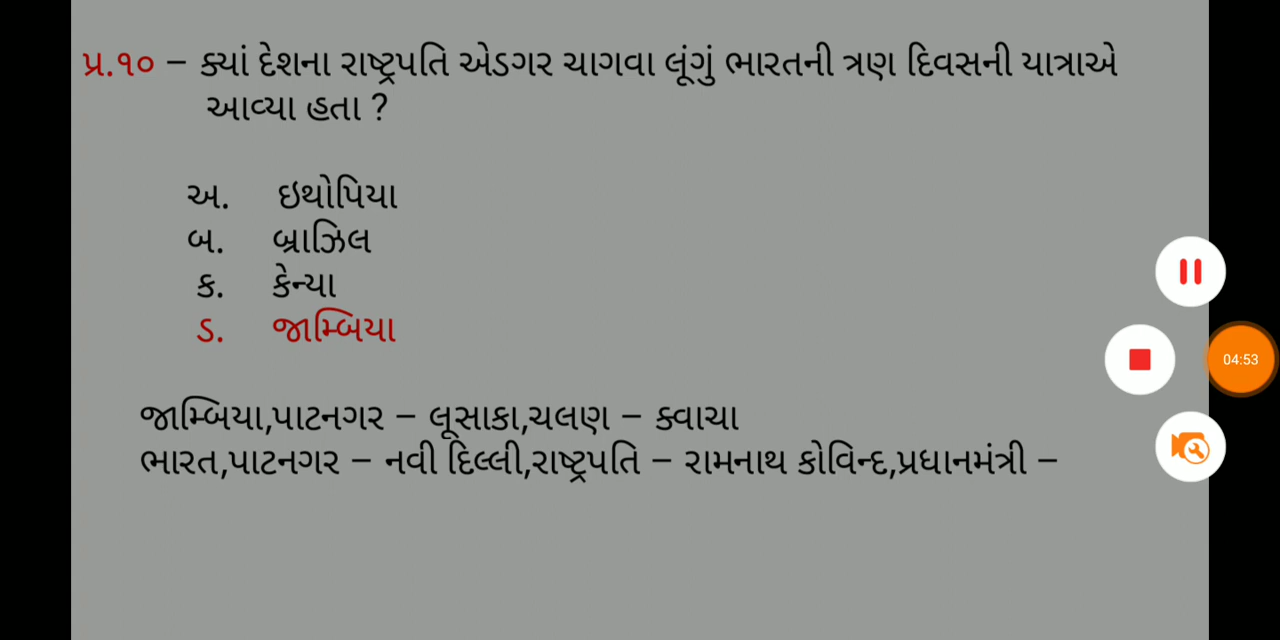 પ્ર.૧૦ – ક્યાં દેશના રાષ્ટ્રપતિ એડગર ચાગવા લૂંગું ભારતની ત્રણ દિવસની યાત્રાએ
આવ્યા હતા ?
અ. ઇથોપિયા
બ. બ્રાઝિલ
ક. કેન્યા
ડ. જામ્બિયા
04:53
જામ્બિયા,પાટનગર – લૂસાકા,ચલણ – ક્વાચા
ભારત,પાટનગર – નવી દિલ્લી,રાષ્ટ્રપતિ – રામનાથ કોવિન્દ,પ્રધાનમંત્રી –